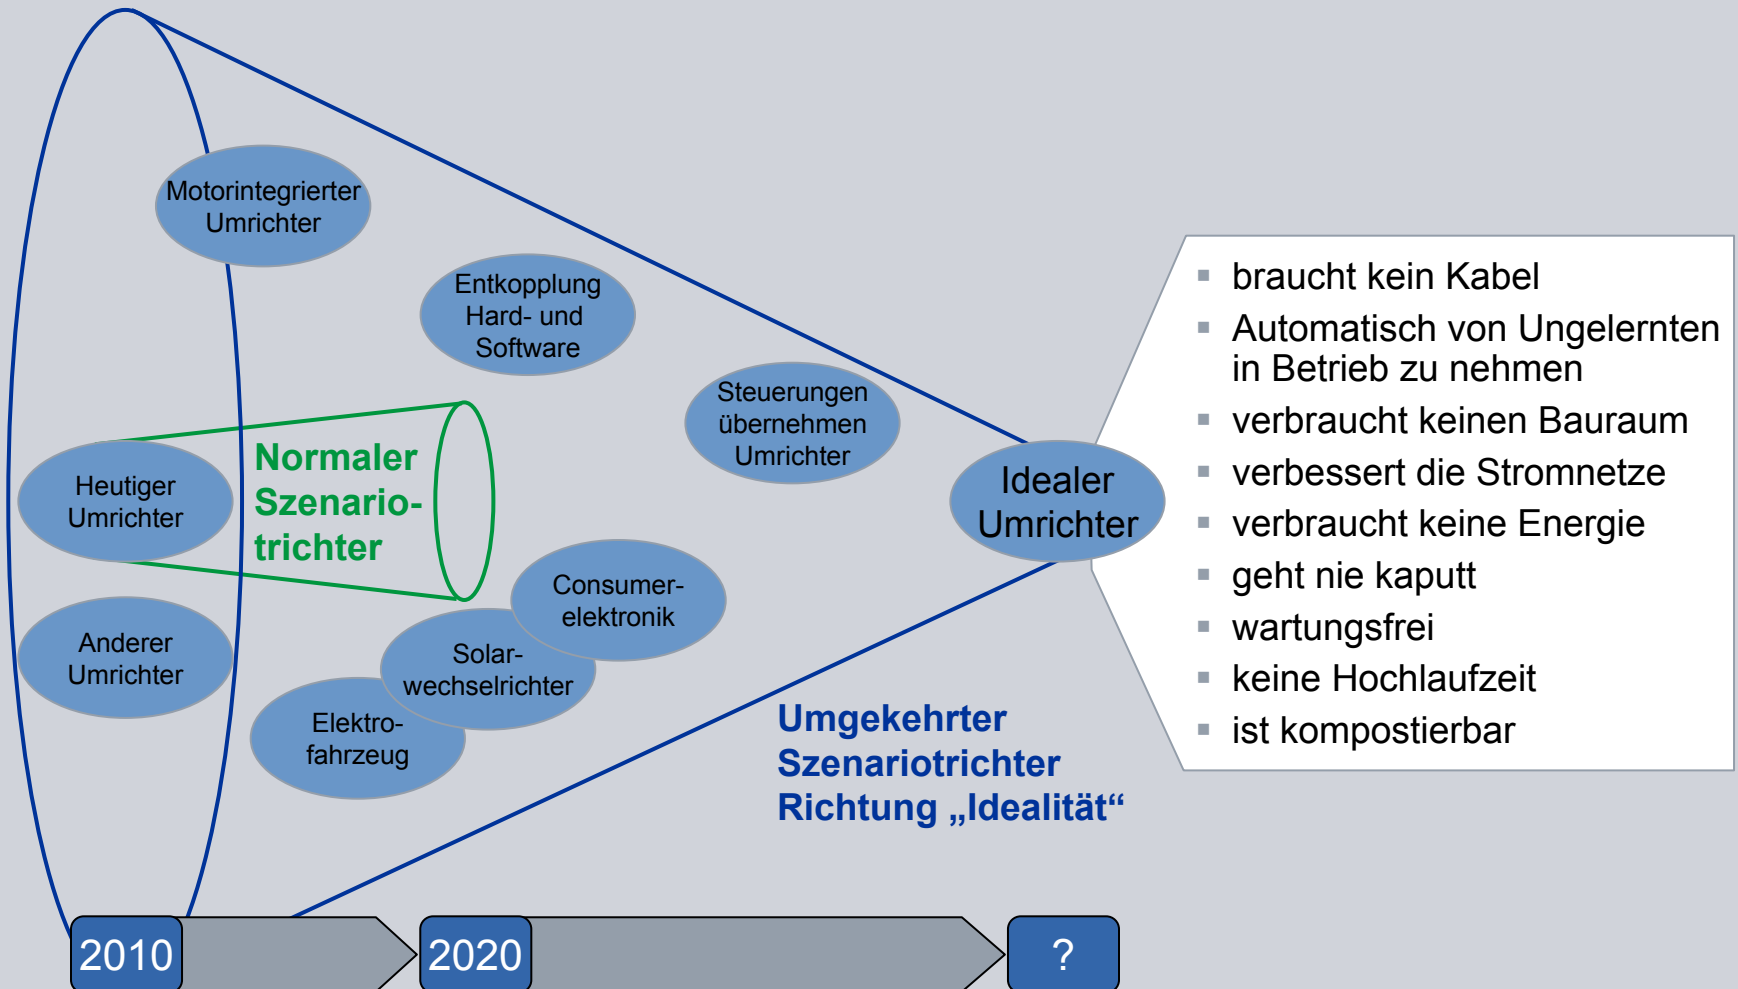 Motorintegrierter
Umrichter
Entkopplung
Hard- und
Software
Steuerungen
übernehmen
Umrichter
Heutiger
Umrichter
Normaler
Szenario-
trichter
Idealer
Umrichter
Anderer
Umrichter
Consumer-
elektronik
Solar-
wechselrichter
Elektro-
fahrzeug
Umgekehrter
Szenariotrichter
Richtung „Idealität“
braucht kein Kabel
Automatisch von Ungelernten
in Betrieb zu nehmen
verbraucht keinen Bauraum
verbessert die Stromnetze
verbraucht keine Energie
geht nie kaputt
wartungsfrei
keine Hochlaufzeit
ist kompostierbar
2010
2020
?